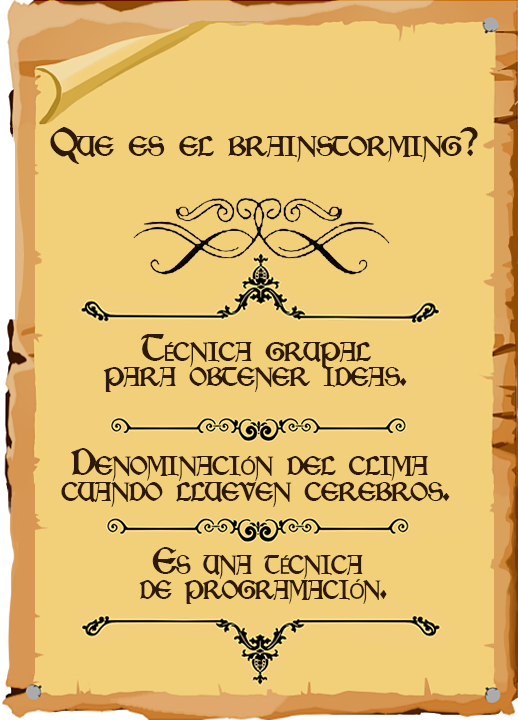 Que es el brainstorming?
Técnica grupal
para obtener ideas.
Denominación del clima
cuando llueven cerebros.
Es una técnica
de programación.